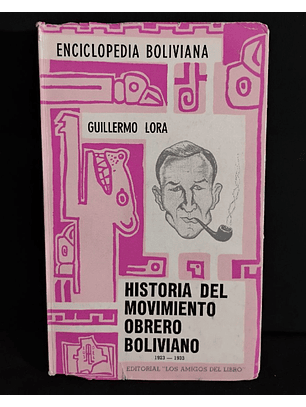 ENCICLOPEDIA BOLIVIANA
GUILLERMO LORA
HISTORIA DEL
MOVIMIENTO
OBRERO
BOLIVIANO
1923 — 1933
EDITORIAL "LOS AMIGOS DEL LIBRO"